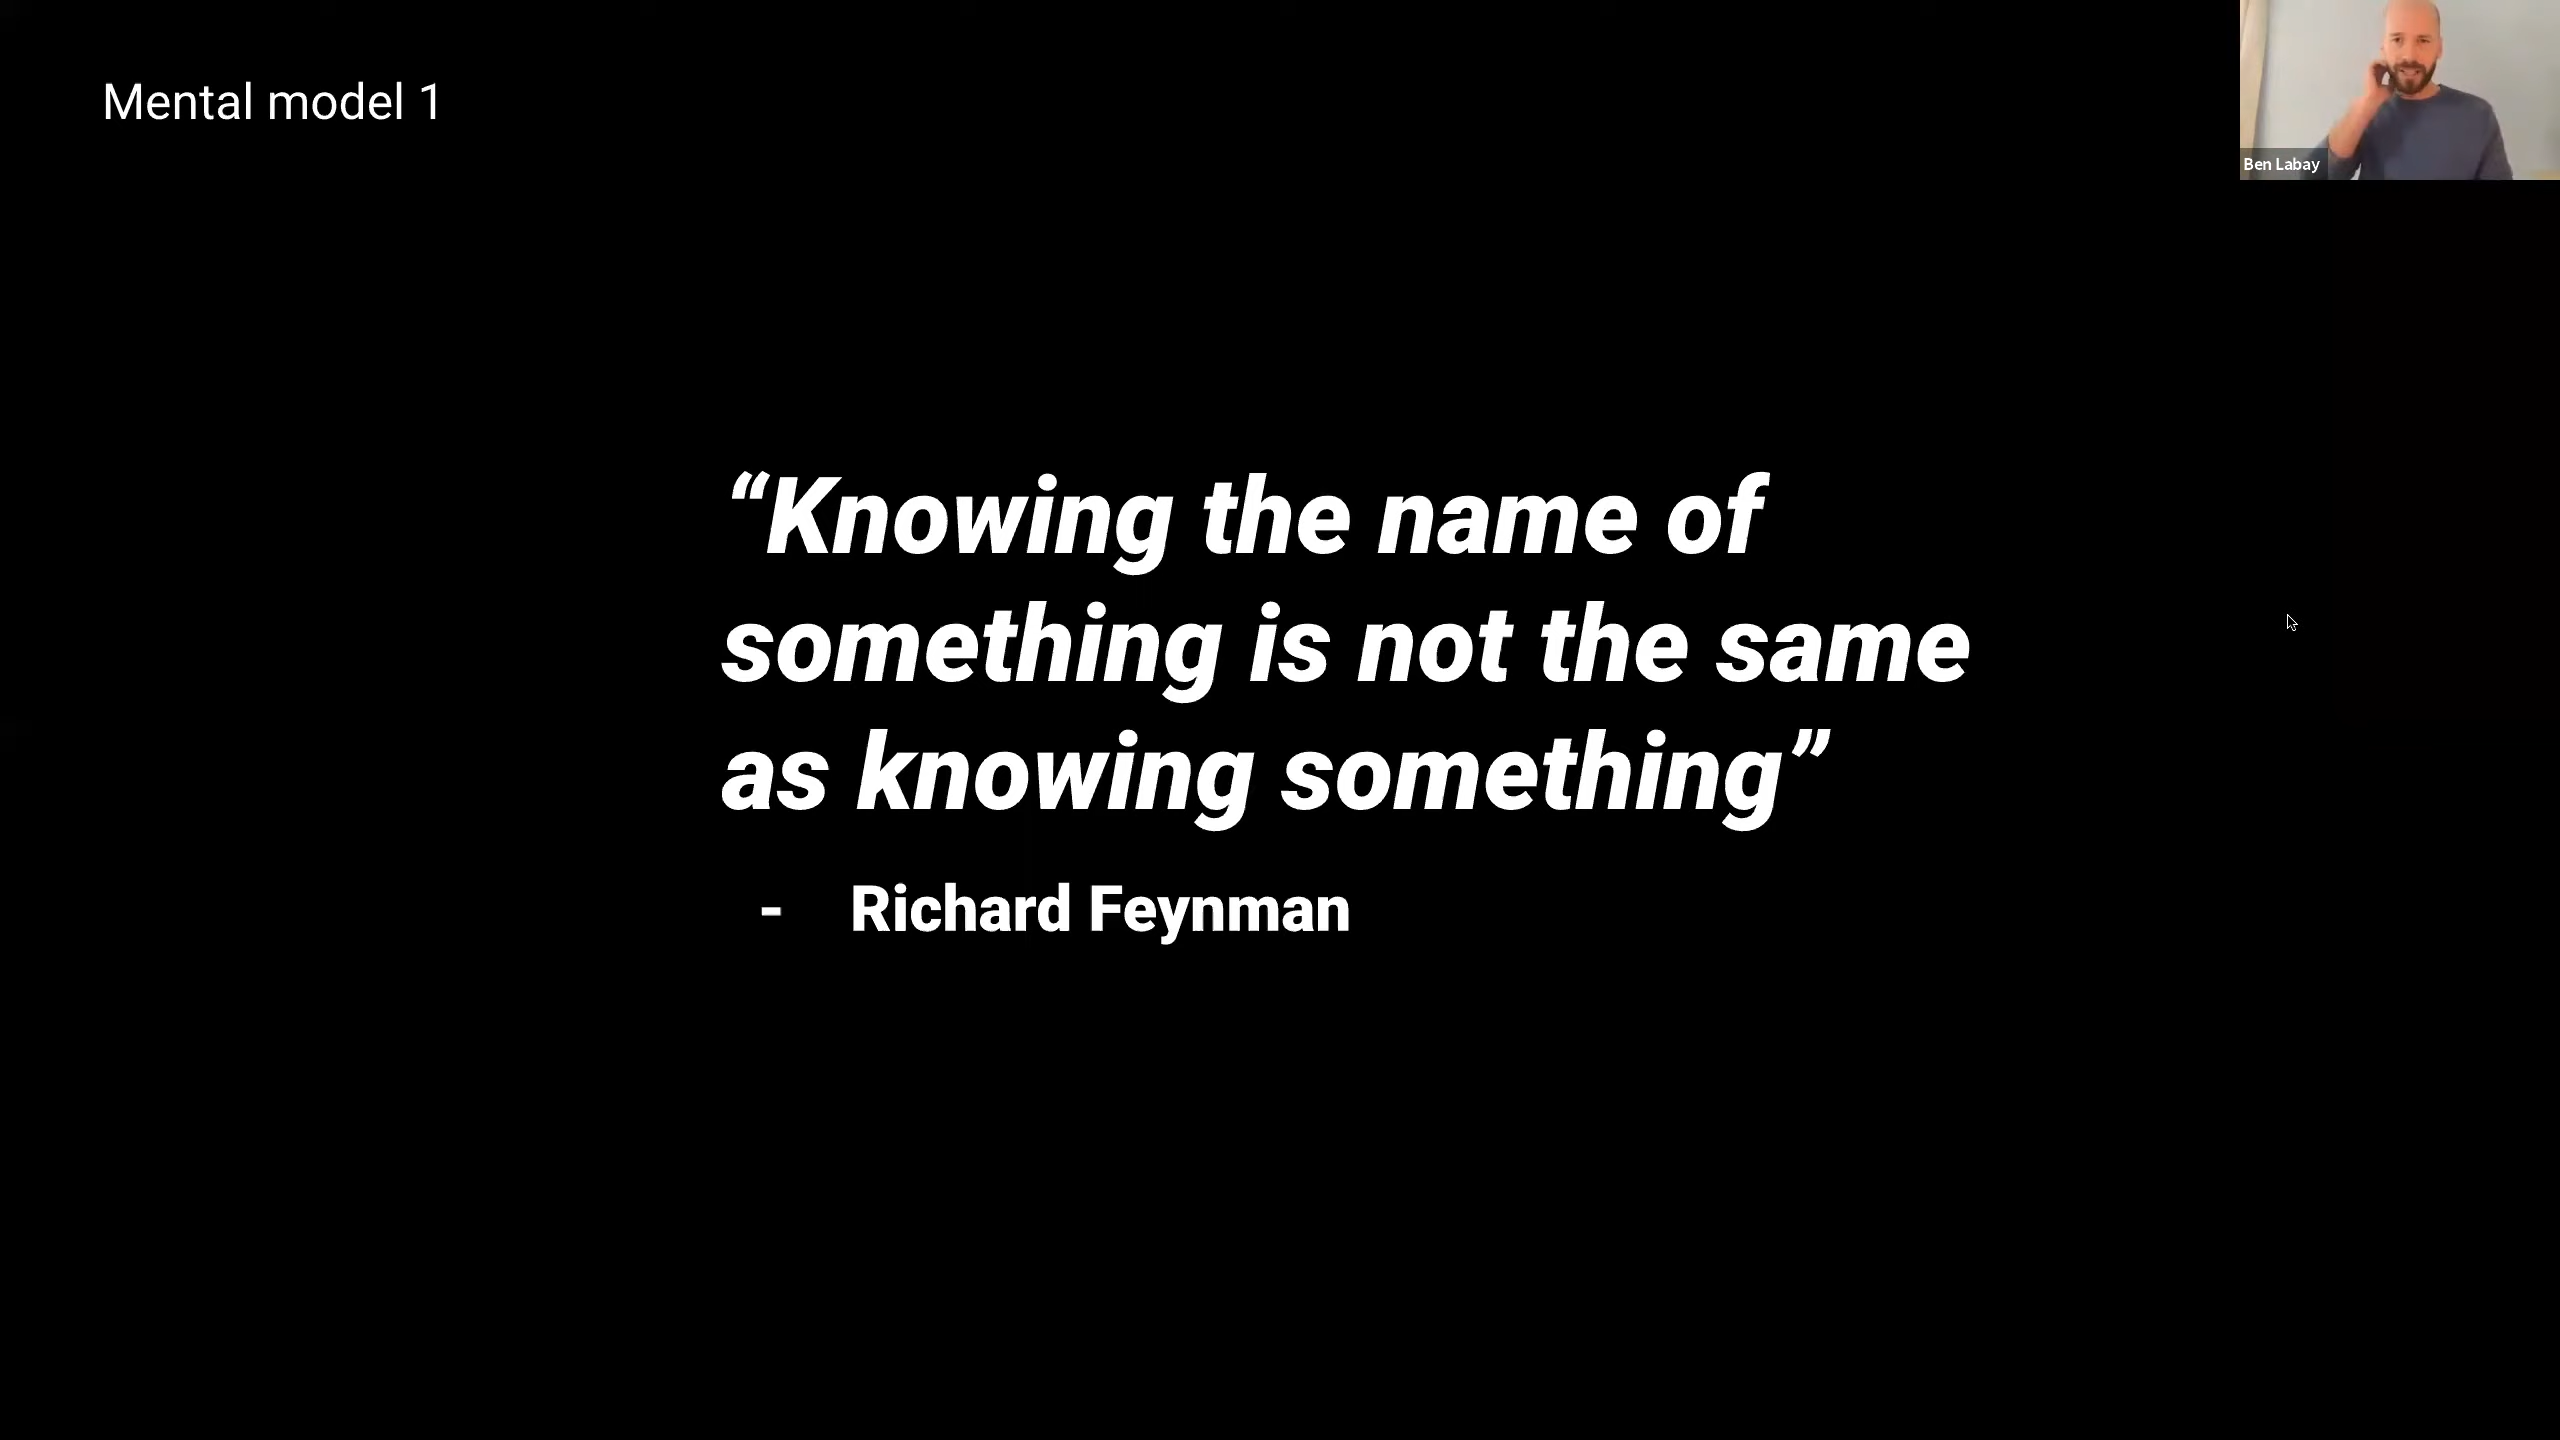 Mental model 1
Ben Labay
“Knowing the name of
something is not the same
as knowing something”
- Richard Feynman